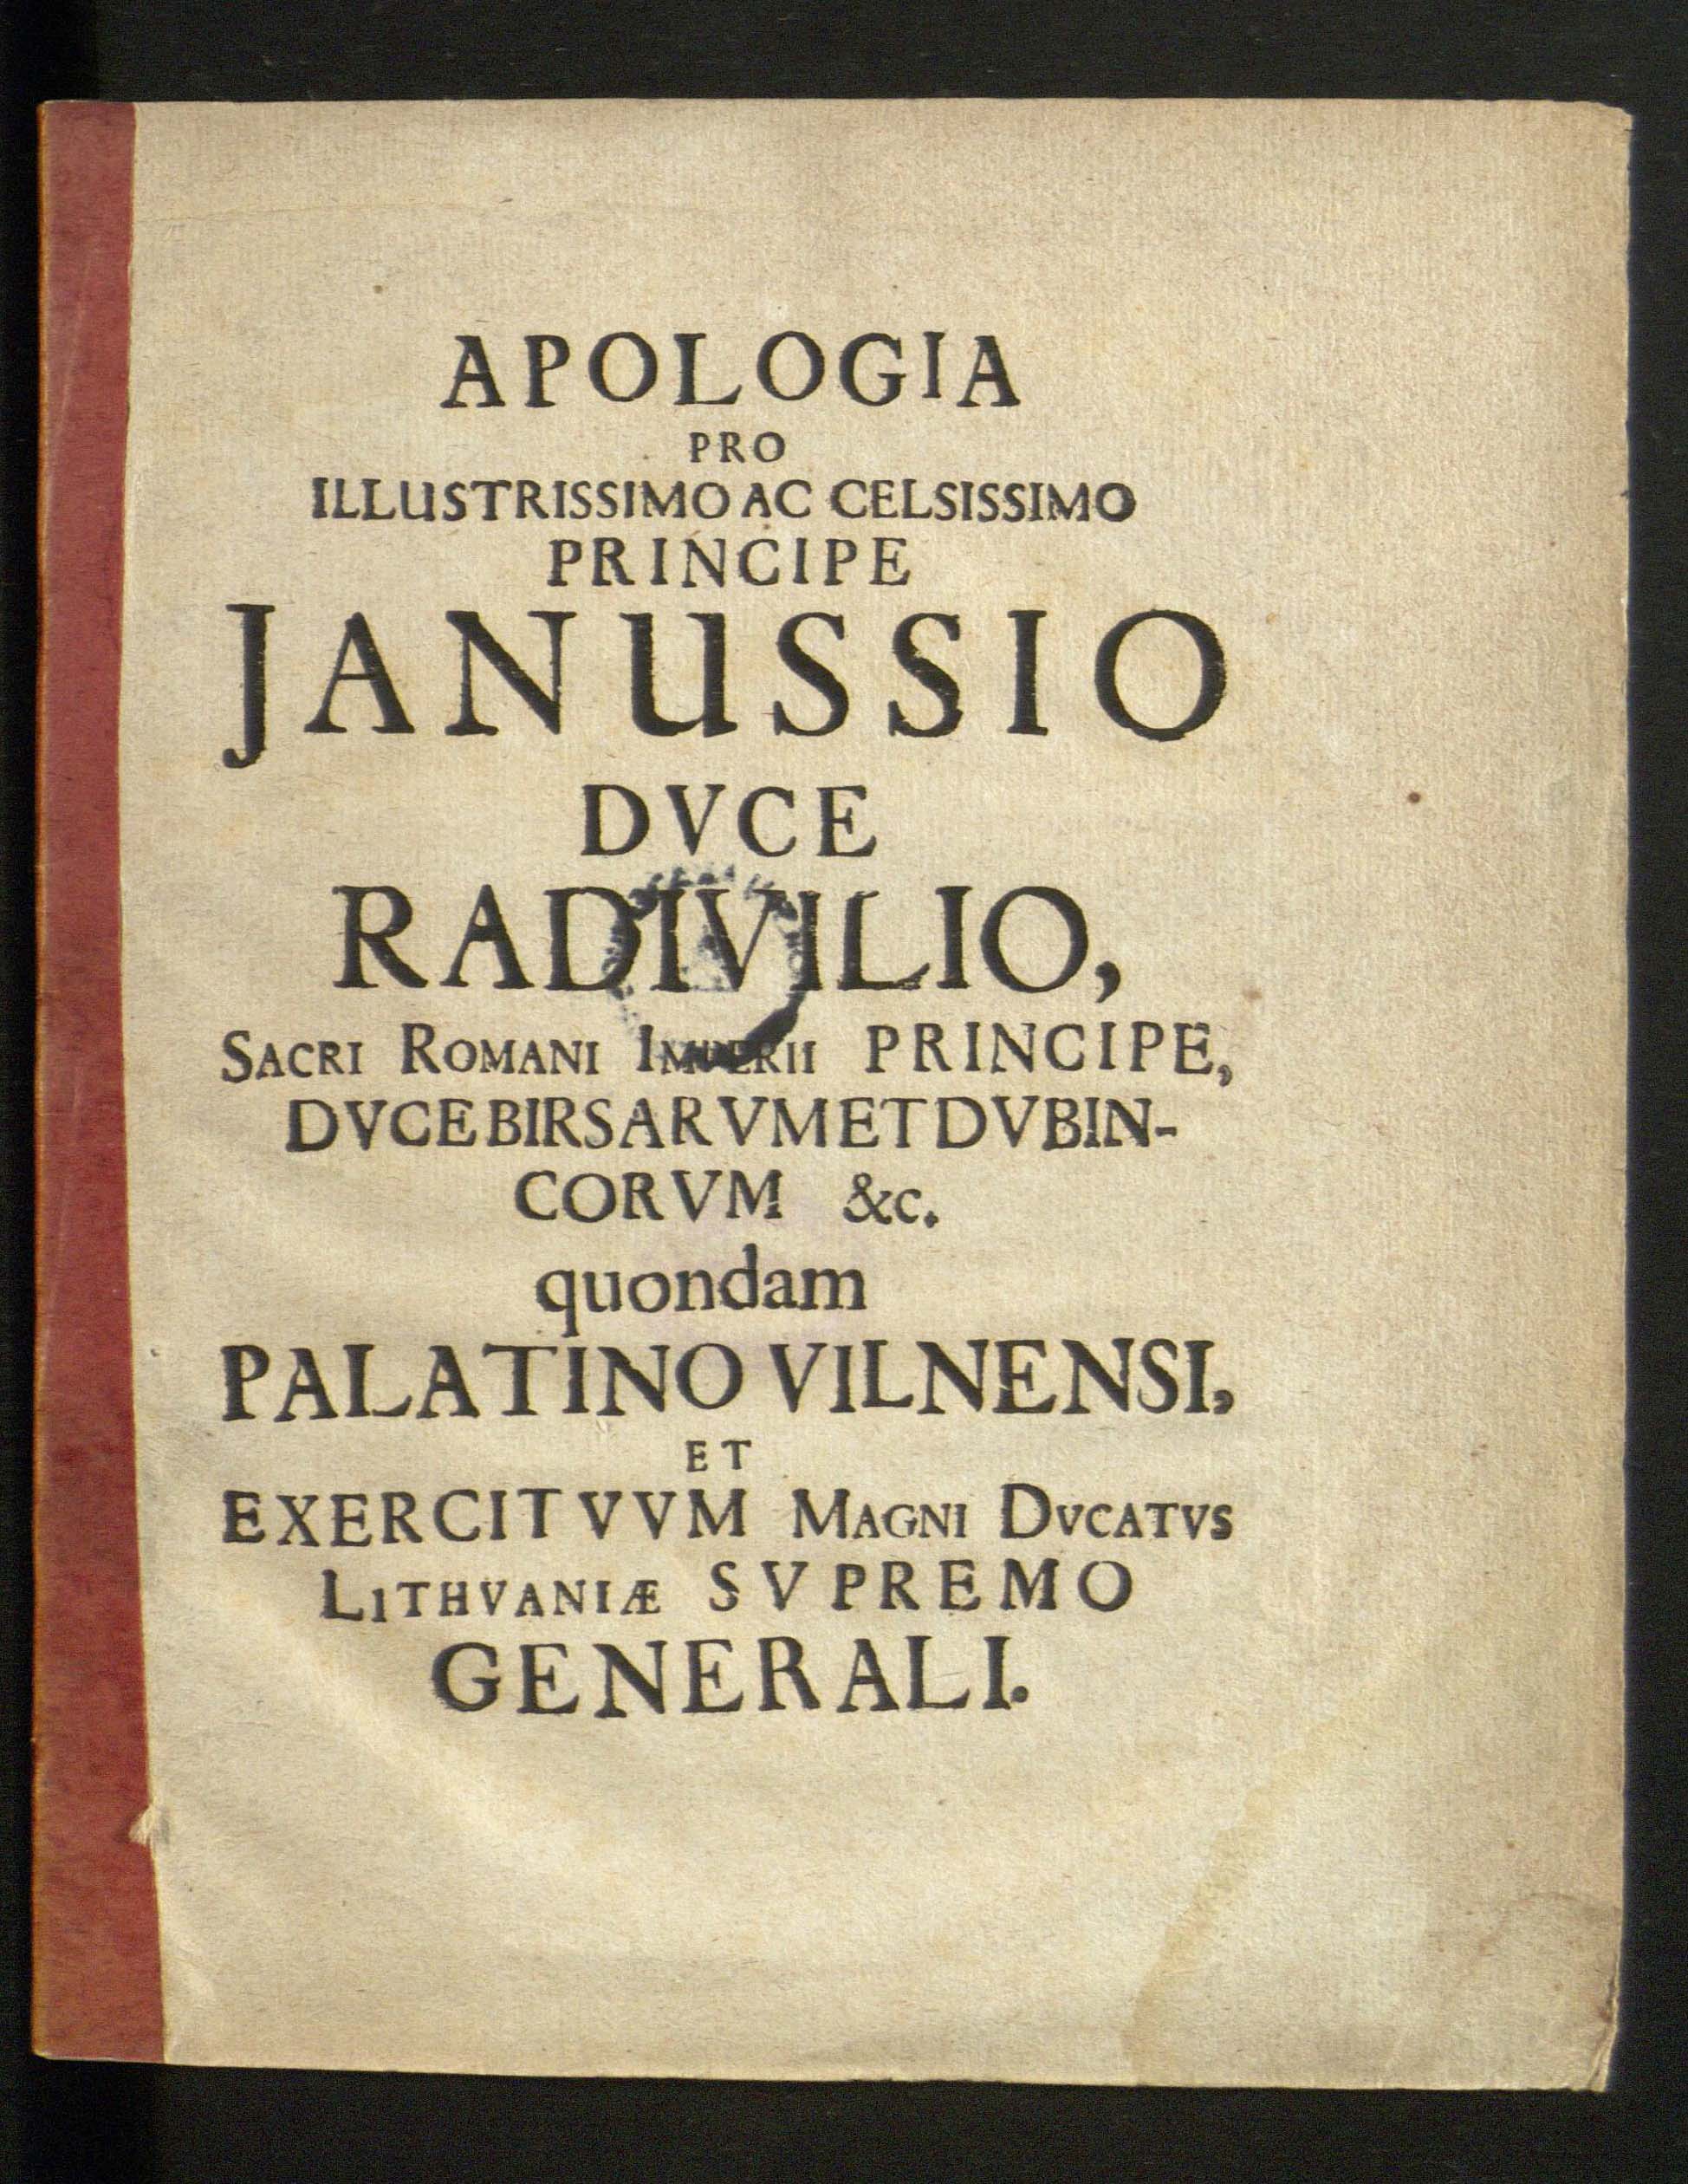 APOLOGIA
PRO
ILLUSTRISSIMO AC CELSISSIMO
PRINCIPE
JANUSSIO
DVCE
RADIVILIO,
SACRI ROMANI IMPERII PRINCIPE,
DVCE BIRSARVM ET DVBIN-
CORVM &c.
quondam
PALATINO VILNENSI,
ET
EXERCITVVM MAGNI DVCATVS
LITHVANIÆ SVPREMO
GENERALI.